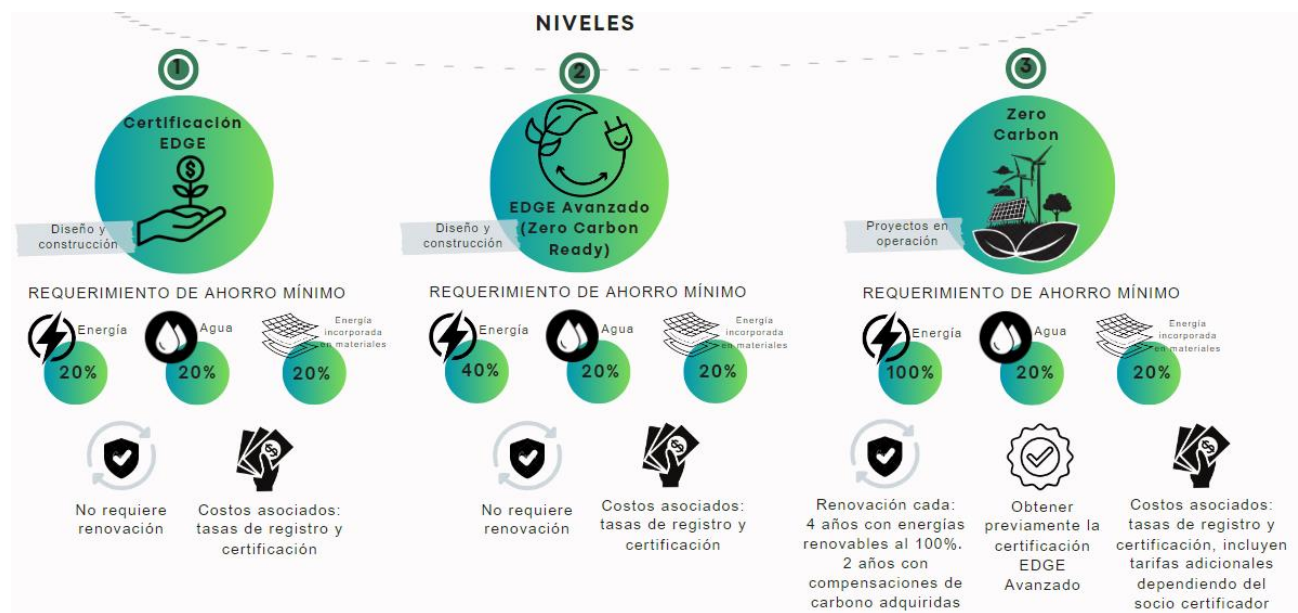 NIVELES
1
Certificación
EDGE
$
Diseño y
construcción
REQUERIMIENTO DE AHORRO MÍNIMO
Energía
20%
Agua
20%
Energía
incorporada
en materiales
20%
No requiere
renovación
$
Costos asociados:
tasas de registro y
certificación
2
EDGE Avanzado
(Zero Carbon
Ready)
Diseño y
construcción
REQUERIMIENTO DE AHORRO MÍNIMO
Energía
40%
Agua
20%
Energía
incorporada
en materiales
20%
No requiere
renovación
$
Costos asociados:
tasas de registro y
certificación
3
Zero
Carbon
Proyectos en
operación
REQUERIMIENTO DE AHORRO MÍNIMO
Energía
100%
Agua
20%
Energía
incorporada
en materiales
20%
Renovación cada:
4 años con energías
renovables al 100%.
2 años con
compensaciones de
carbono adquiridas
Obtener
previamente la
certificación
EDGE
Avanzado
$
Costos asociados:
tasas de registro y
certificación, incluyen
tarifas adicionales
dependiendo del
socio certificador